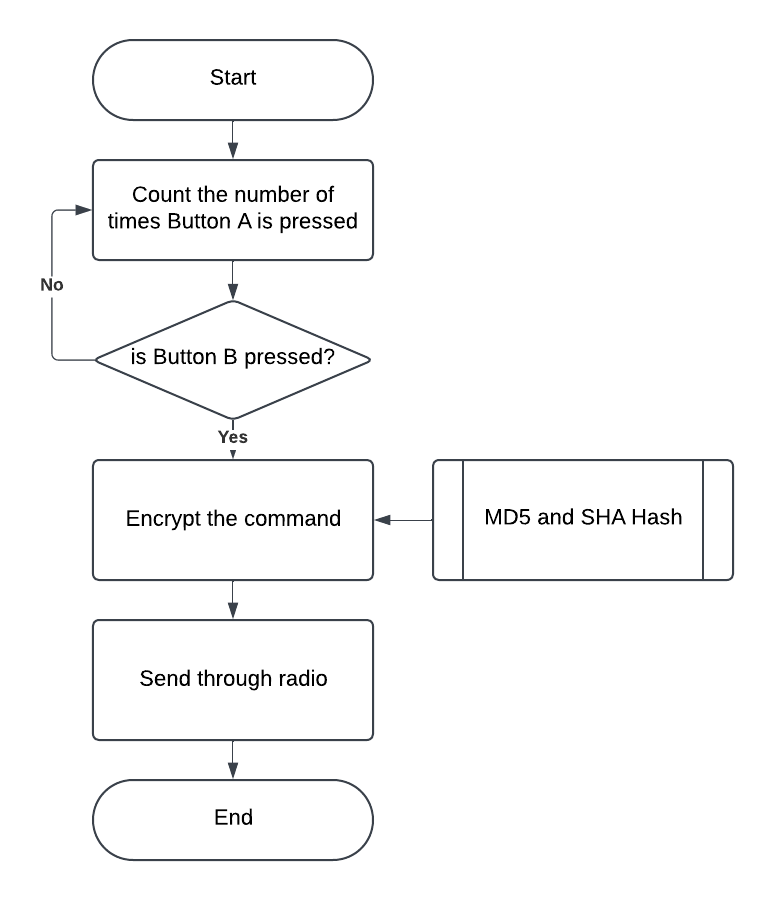 Start
Count the number of
times Button A is pressed
No
is Button B pressed?
Yes
Encrypt the command
MD5 and SHA Hash
Send through radio
End